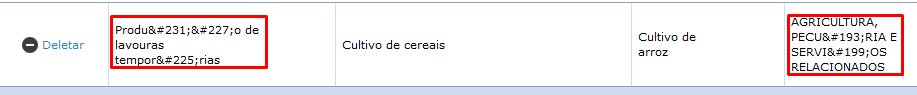 Deletar
Produ&#231;&#227;o de
lavouras
tempor&#225;rias
Cultivo de cereais
Cultivo de
arroz
AGRICULTURA,
PECU&#193;RIA E
SERVI&#199;OS
RELACIONADOS